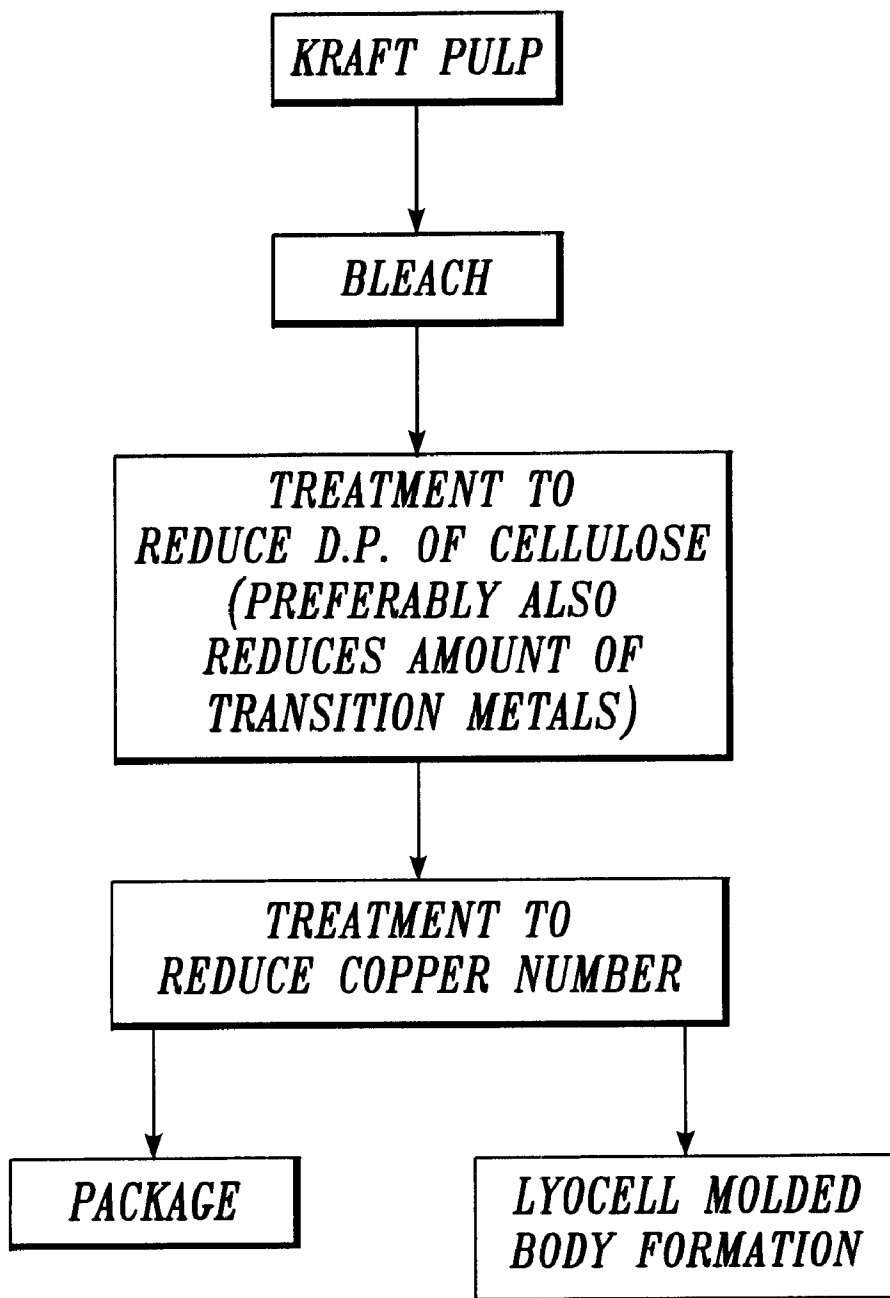 KRAFT PULP
BLEACH
TREATMENT TO
REDUCE D.P. OF CELLULOSE
(PREFERABLY ALSO
REDUCES AMOUNT OF
TRANSITION METALS)
TREATMENT TO
REDUCE COPPER NUMBER
PACKAGE
LYOCELL MOLDED
BODY FORMATION